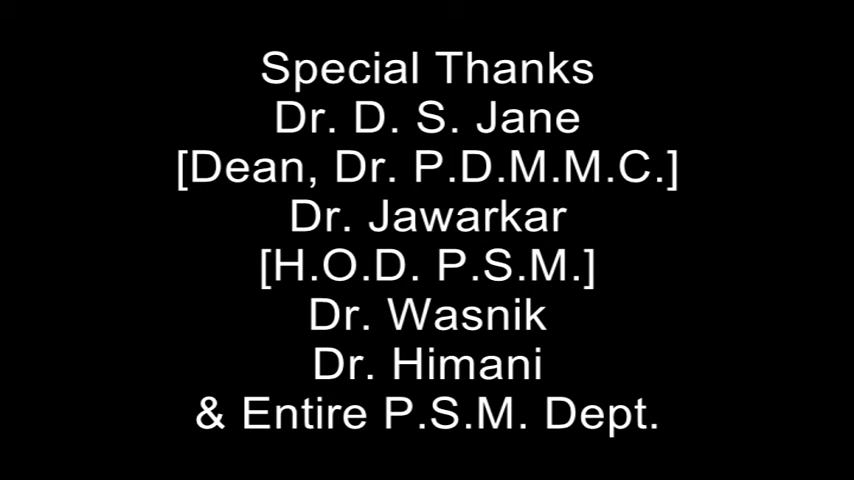 Special Thanks
Dr. D. S. Jane
[Dean, Dr. P.D.M.M.C.]
Dr. Jawarkar
[H.O.D. P.S.M.]
Dr. Wasnik
Dr. Himani
& Entire P.S.M. Dept.